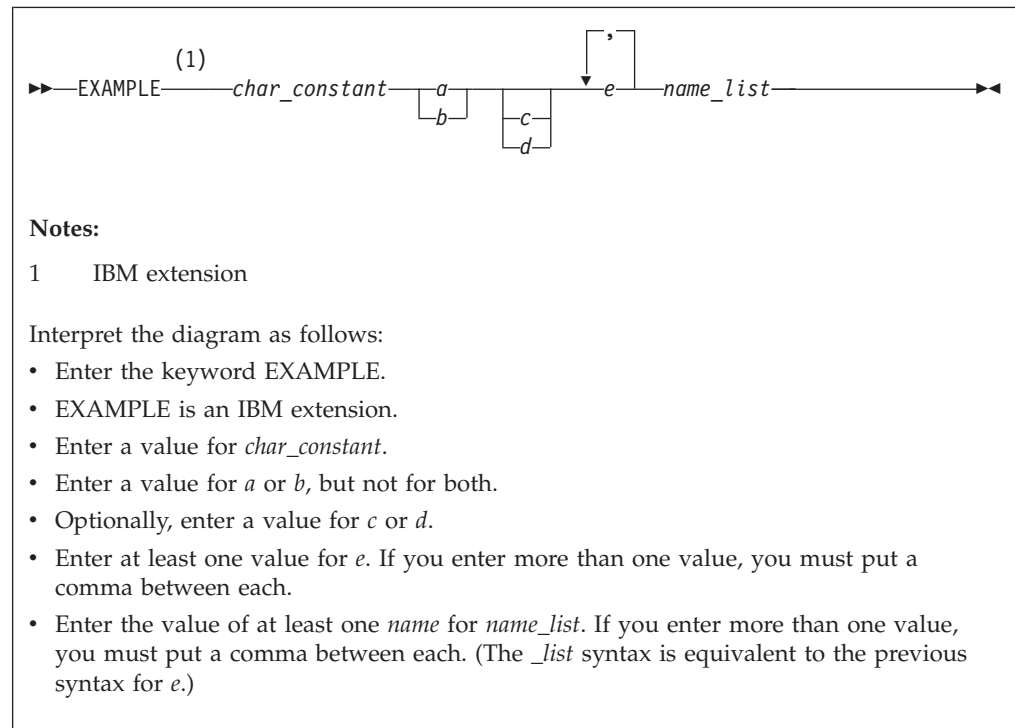 ,
(1)
EXAMPLE char_constant a e name_list
b c
d
Notes:
1 IBM extension
Interpret the diagram as follows:
• Enter the keyword EXAMPLE.
• EXAMPLE is an IBM extension.
• Enter a value for char_constant.
• Enter a value for a or b, but not for both.
• Optionally, enter a value for c or d.
• Enter at least one value for e. If you enter more than one value, you must put a
comma between each.
• Enter the value of at least one name for name_list. If you enter more than one value,
you must put a comma between each. (The _list syntax is equivalent to the previous
syntax for e.)